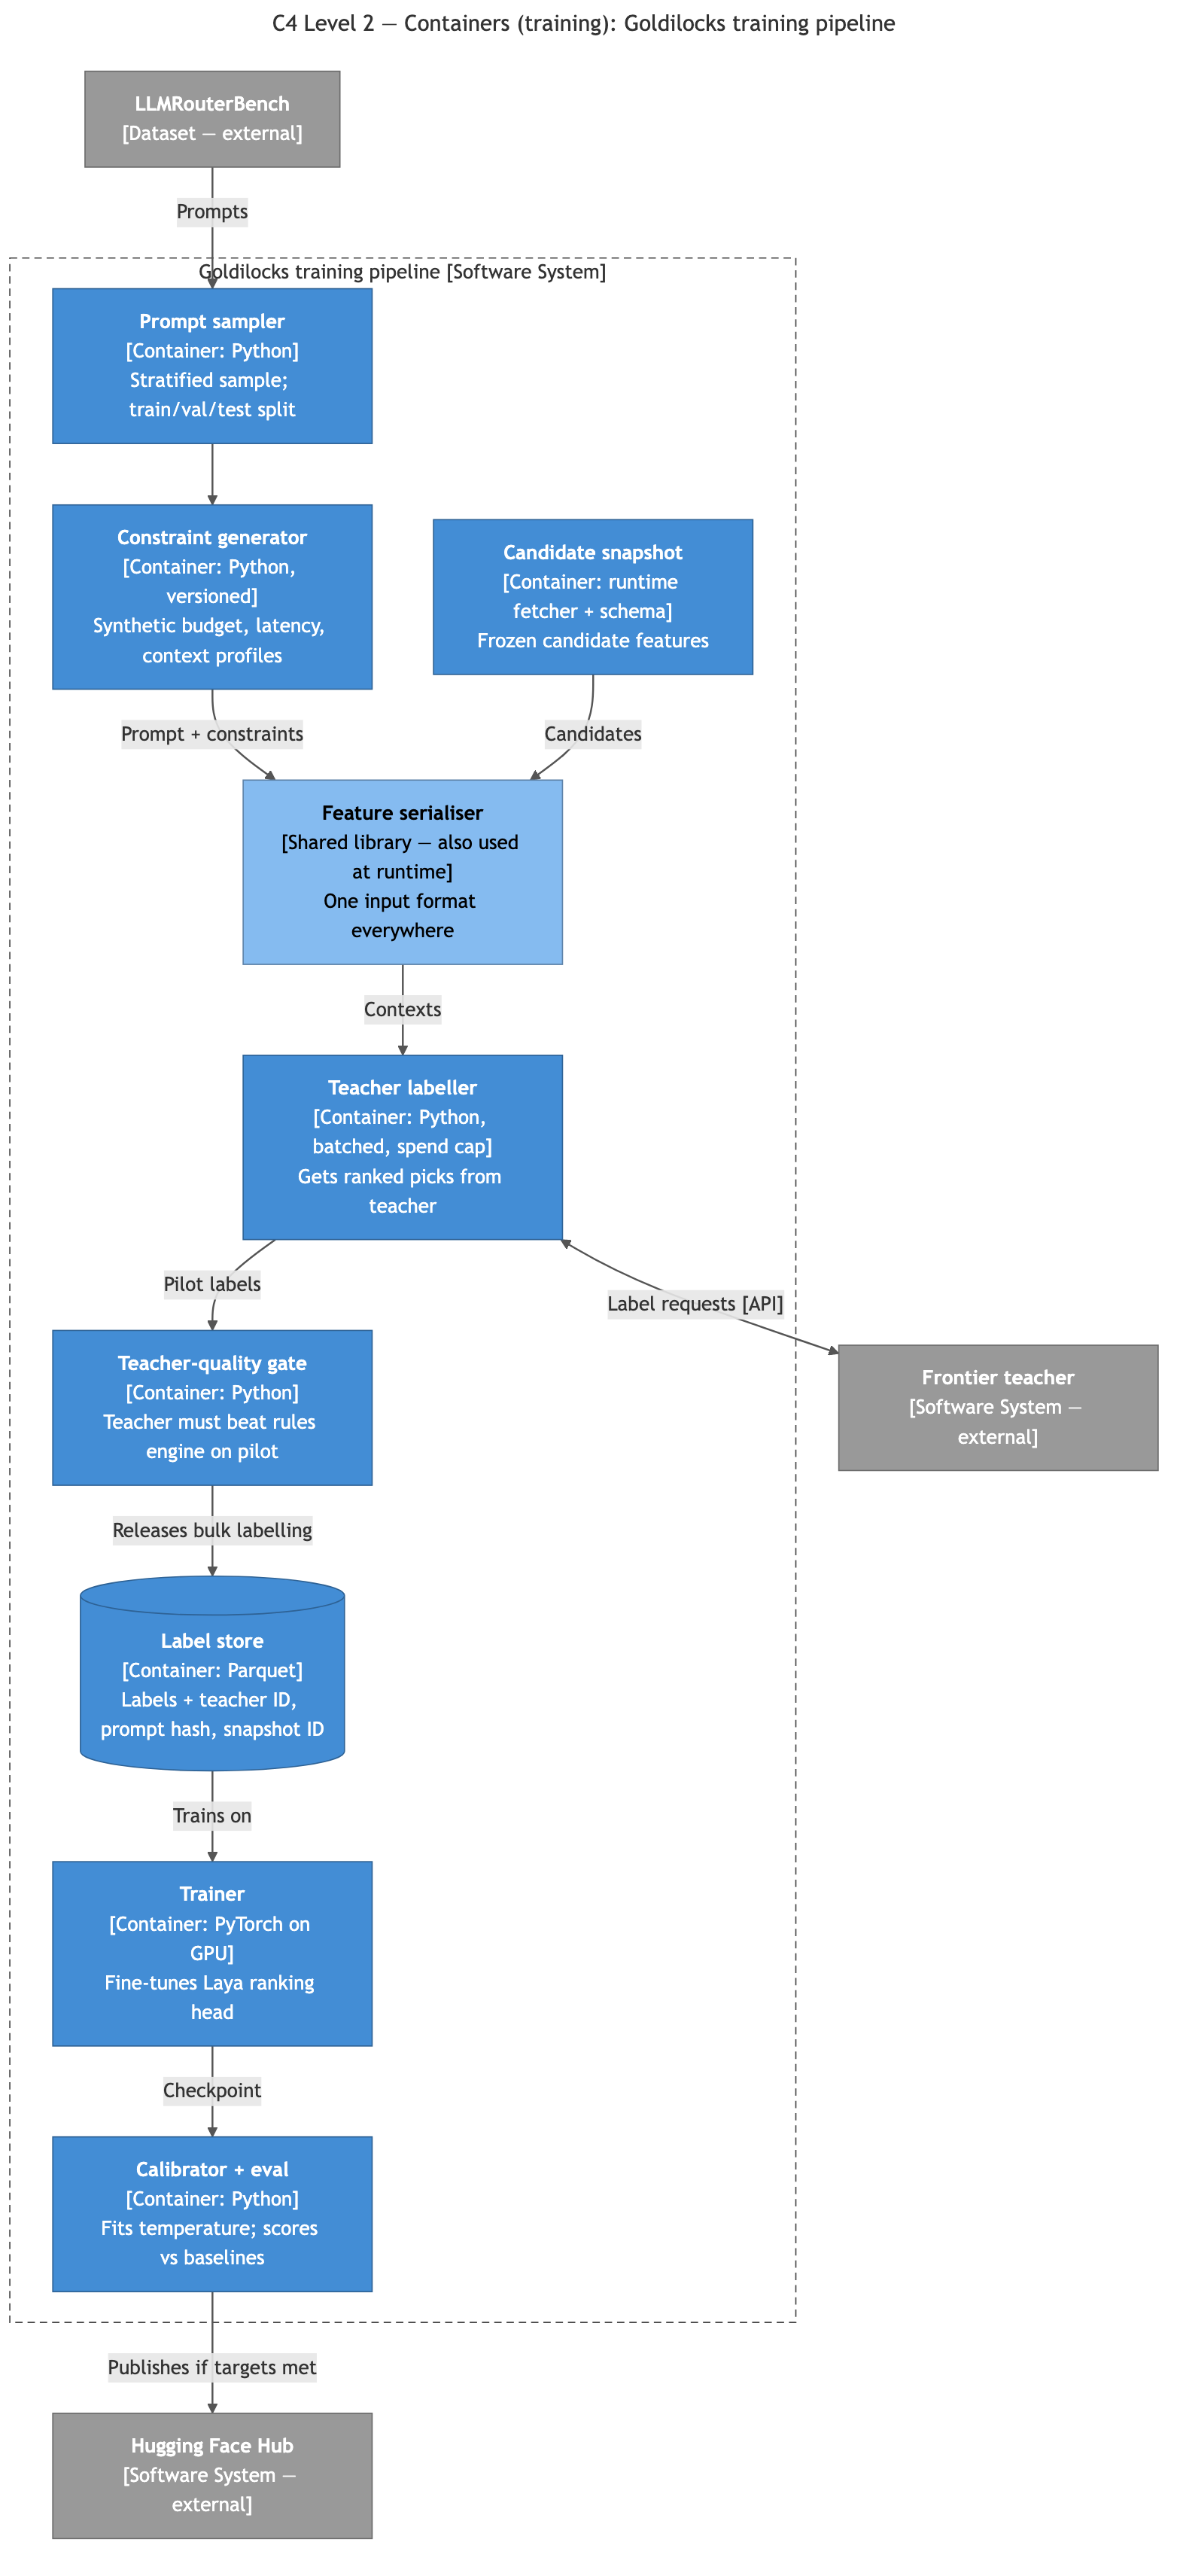 C4 Level 2 — Containers (training): Goldilocks training pipeline
LLMRouterBench
[Dataset — external]
Prompts
Goldilocks training pipeline [Software System]
Prompt sampler
[Container: Python]
Stratified sample;
train/val/test split
Constraint generator
[Container: Python,
versioned]
Synthetic budget, latency,
context profiles
Candidate snapshot
[Container: runtime
fetcher + schema]
Frozen candidate features
Prompt + constraints
Candidates
Feature serialiser
[Shared library — also used
at runtime]
One input format
everywhere
Contexts
Teacher labeller
[Container: Python,
batched, spend cap]
Gets ranked picks from
teacher
Pilot labels
Label requests [API]
Teacher-quality gate
[Container: Python]
Teacher must beat rules
engine on pilot
Frontier teacher
[Software System —
external]
Releases bulk labelling
Label store
[Container: Parquet]
Labels + teacher ID,
prompt hash, snapshot ID
Trains on
Trainer
[Container: PyTorch on
GPU]
Fine-tunes Laya ranking
head
Checkpoint
Calibrator + eval
[Container: Python]
Fits temperature; scores
vs baselines
Publishes if targets met
Hugging Face Hub
[Software System —
external]